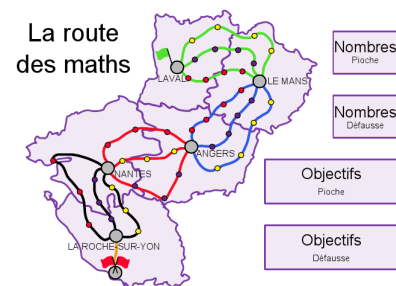 La route
des maths
LAVAL
LE MANS
ANGERS
NANTES
LA ROCHE-SUR-YON
Nombres
Pioche
Nombres
Défausse
Objectifs
Pioche
Objectifs
Défausse